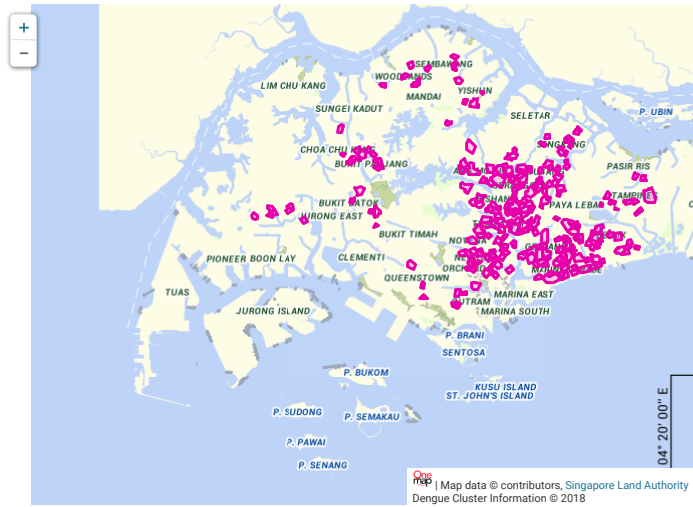 +
−
SEMBAWANG
WOODLANDS
YISHUN
LIM CHU KANG
MANDAI
SUNGEI KADUT
SELETAR
P. UBIN
CHOA CHU KANG
BUKIT PANJANG
PASIR RIS
TAMPINES
BUKIT BATOK
PAYA LEBAR
JURONG EAST
BUKIT TIMAH
NOVENA
PIONEER
BOON LAY
CLEMENTI
QUEENSTOWN
TUAS
OUTRAM
MARINA EAST
MARINA SOUTH
JURONG ISLAND
P. BRANI
SENTOSA
P. BUKOM
KUSU ISLAND
ST. JOHN'S ISLAND
P. SUDONG
P. SEMAKAU
P. PAWAI
P. SENANG
04° 20' 00" E
One
map | Map data © contributors, Singapore Land Authority
Dengue Cluster Information © 2018